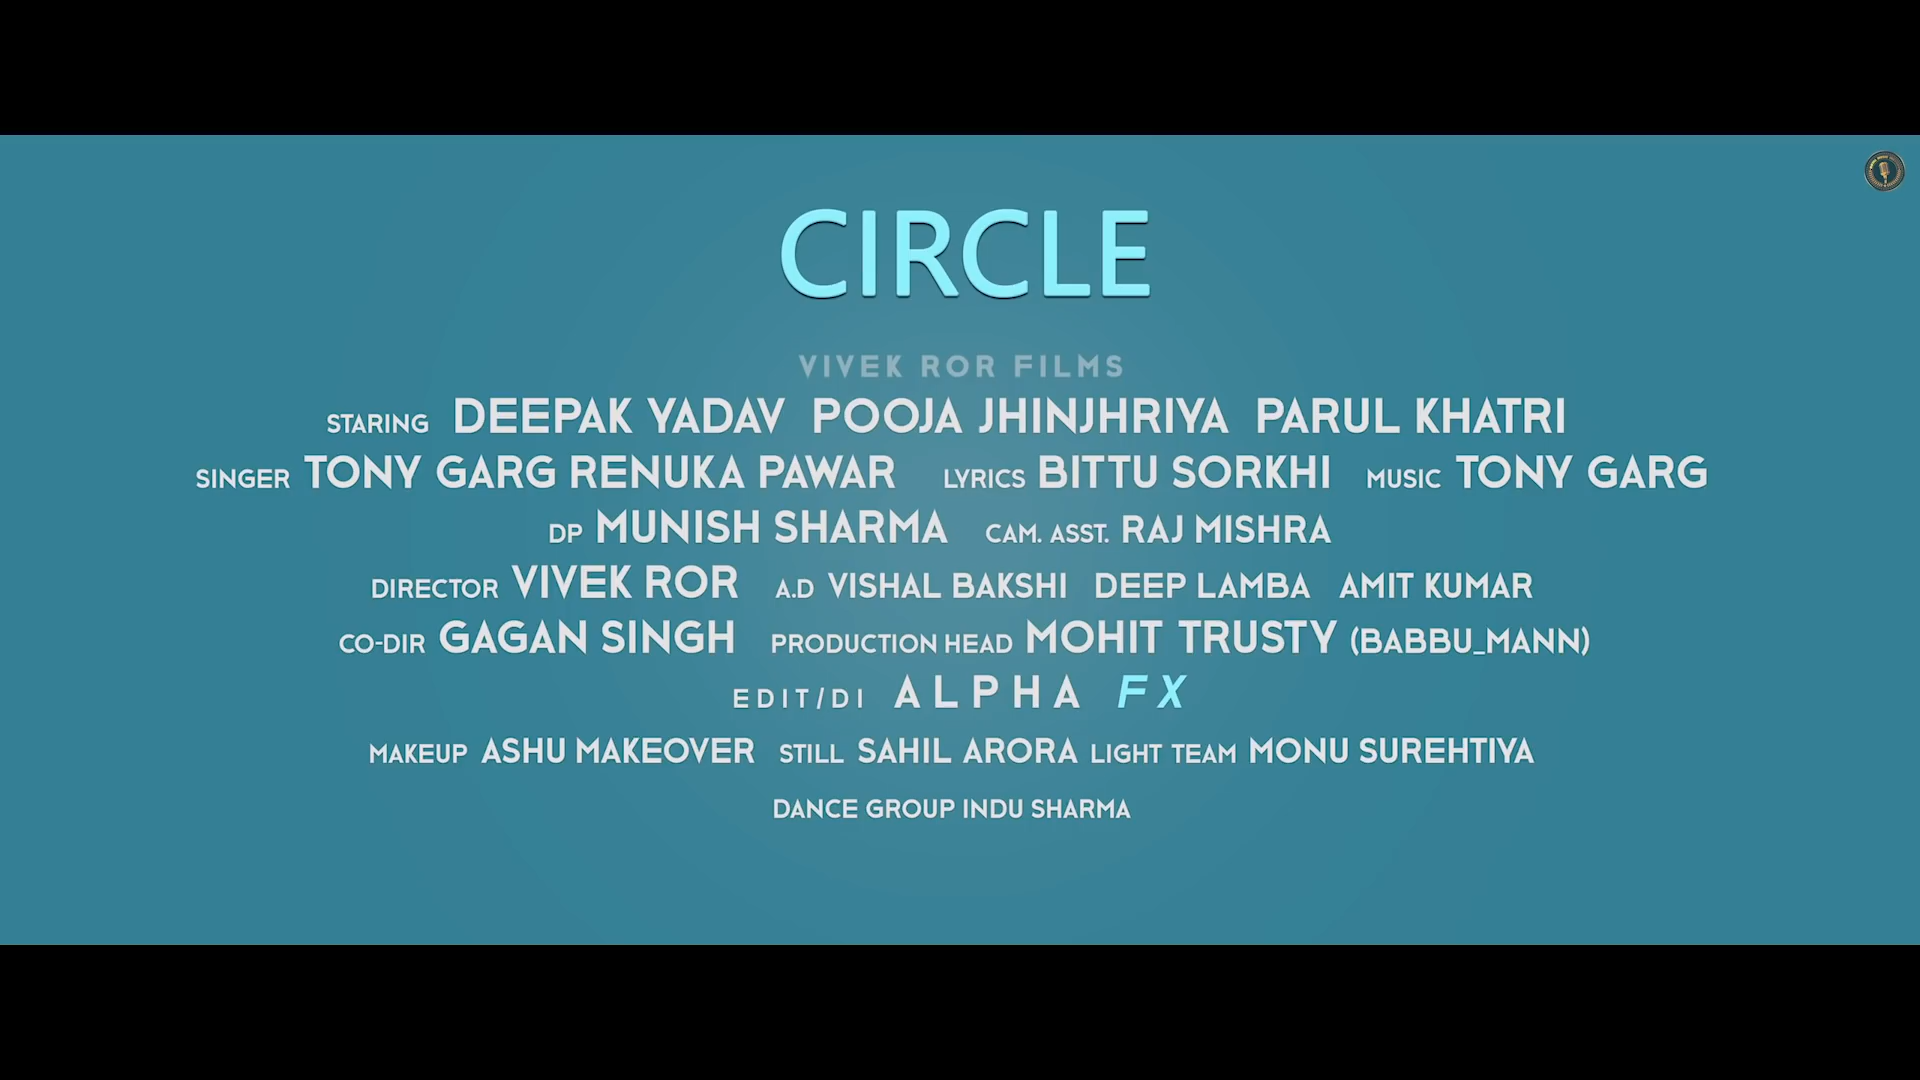 CIRCLE
VIVEK ROR FILMS
STARING DEEPAK YADAV POOJA JHINJHRIYA PARUL KHATRI
SINGER TONY GARG RENUKA PAWAR LYRICS BITTU SORKHI MUSIC TONY GARG
DP MUNISH SHARMA CAM. ASST. RAJ MISHRA
DIRECTOR VIVEK ROR A.D VISHAL BAKSHI DEEP LAMBA AMIT KUMAR
CO-DIR GAGAN SINGH PRODUCTION HEAD MOHIT TRUSTY (BABBU_MANN)
EDIT/DI ALPHA FX
MAKEUP ASHU MAKEOVER STILL SAHIL ARORA LIGHT TEAM MONU SUREHTIYA
DANCE GROUP INDU SHARMA